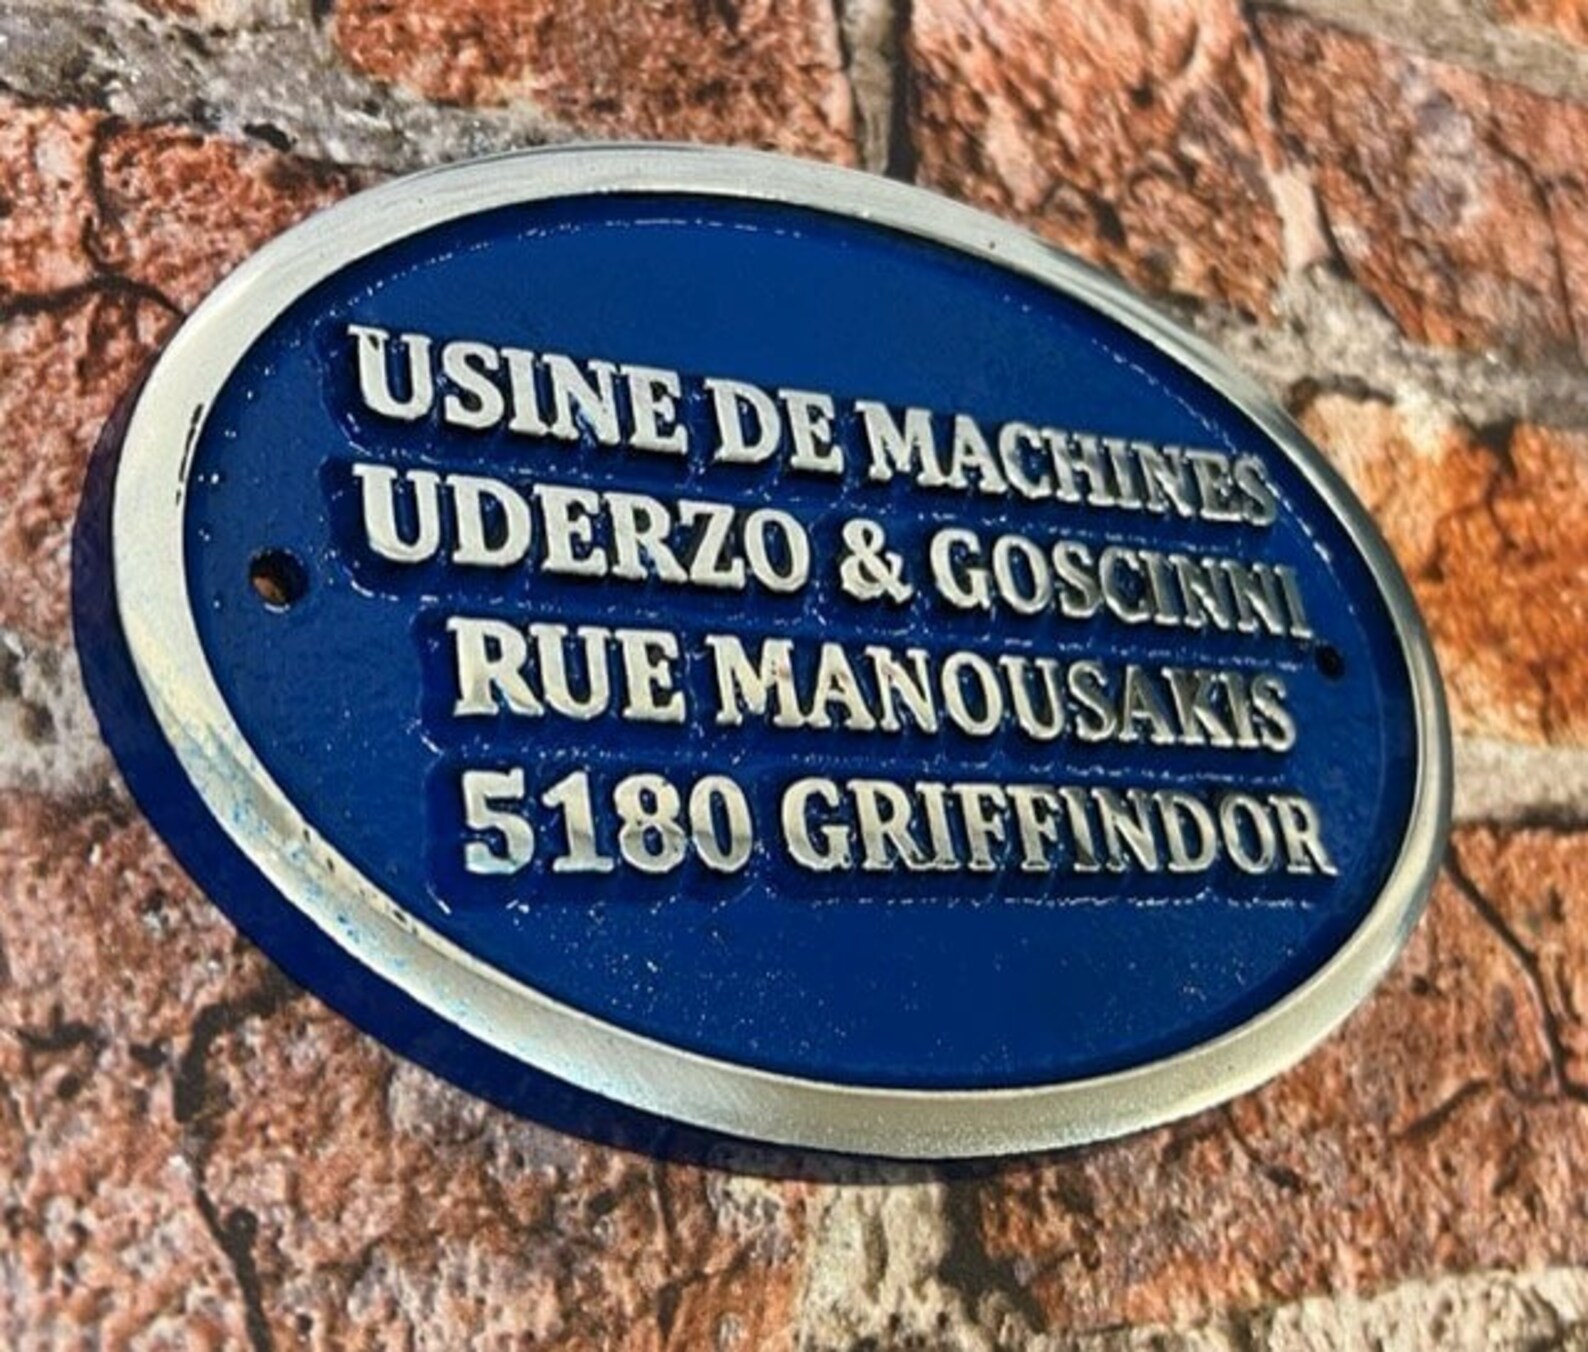 USINE DE MACHINES
UDERZO & GOSCINNI
RUE MANOUSAKIS
5180 GRIFFINDOR